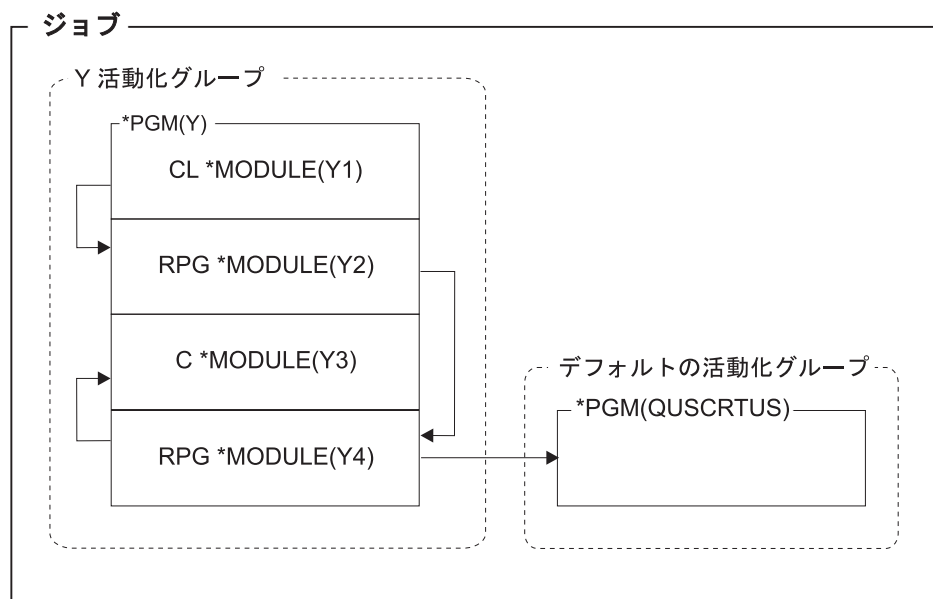 ジョブ
Y 活動化グループ
*PGM(Y)
CL *MODULE(Y1)
RPG *MODULE(Y2)
C *MODULE(Y3)
RPG *MODULE(Y4)
デフォルトの活動化グループ
*PGM(QUSCRTUS)